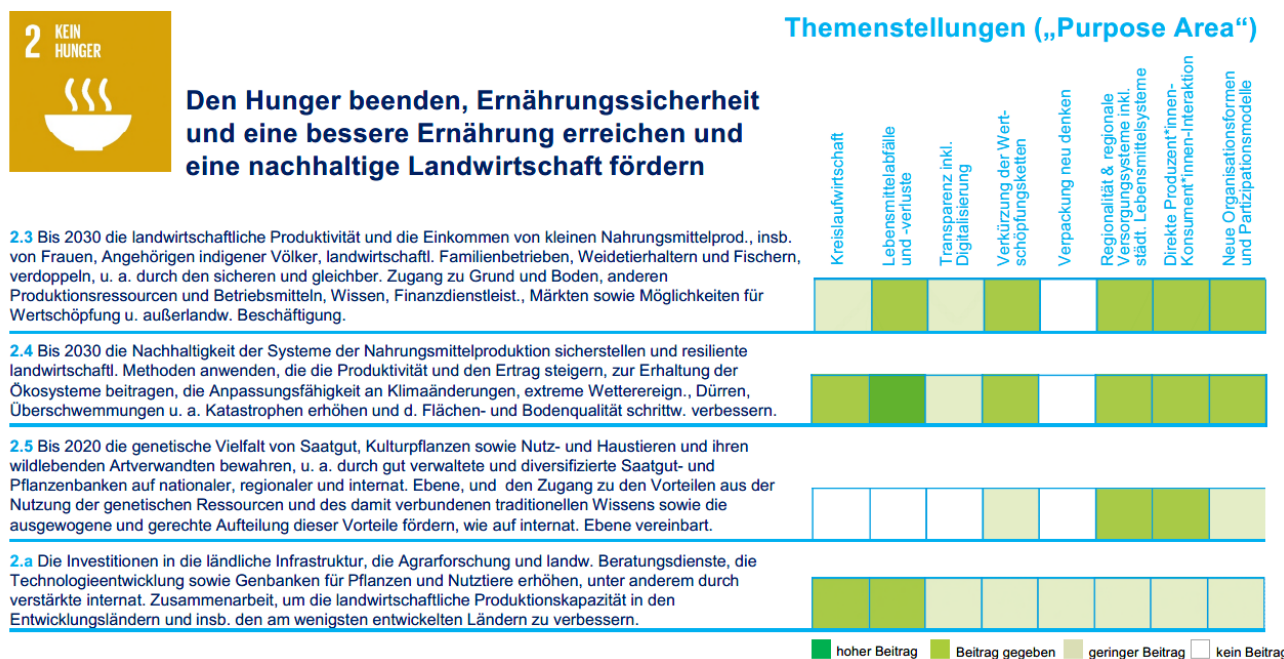 2 KEIN
HUNGER
Themenstellungen („Purpose Area“)
Den Hunger beenden, Ernährungssicherheit
und eine bessere Ernährung erreichen und
eine nachhaltige Landwirtschaft fördern
Kreislaufwirtschaft
Lebensmittelabfälle
und -verluste
Transparenz inkl.
Digitalisierung
Verkürzung der Wert-
schöpfungsketten
Verpackung neu denken
Regionalität & regionale
Versorgungsysteme inkl.
städt. Lebensmittelsysteme
Direkte Produzent*innen-
Konsument*innen-Interaktion
Neue Organisationsformen
und Partizipationsmodelle
2.3 Bis 2030 die landwirtschaftliche Produktivität und die Einkommen von kleinen Nahrungsmittelprod., insb.
von Frauen, Angehörigen indigener Völker, landwirtschaftl. Familienbetrieben, Weidetierhaltern und Fischern,
verdoppeln, u. a. durch den sicheren und gleichber. Zugang zu Grund und Boden, anderen
Produktionsressourcen und Betriebsmitteln, Wissen, Finanzdienstleist., Märkten sowie Möglichkeiten für
Wertschöpfung u. außerlandw. Beschäftigung.
2.4 Bis 2030 die Nachhaltigkeit der Systeme der Nahrungsmittelproduktion sicherstellen und resiliente
landwirtschaftl. Methoden anwenden, die die Produktivität und den Ertrag steigern, zur Erhaltung der
Ökosysteme beitragen, die Anpassungsfähigkeit an Klimaänderungen, extreme Wetterereign., Dürren,
Überschwemmungen u. a. Katastrophen erhöhen und d. Flächen- und Bodenqualität schrittw. verbessern.
2.5 Bis 2020 die genetische Vielfalt von Saatgut, Kulturpflanzen sowie Nutz- und Haustieren und ihren
wildlebenden Artverwandten bewahren, u. a. durch gut verwaltete und diversifizierte Saatgut- und
Pflanzenbanken auf nationaler, regionaler und internat. Ebene, und den Zugang zu den Vorteilen aus der
Nutzung der genetischen Ressourcen und des damit verbundenen traditionellen Wissens sowie die
ausgewogene und gerechte Aufteilung dieser Vorteile fördern, wie auf internat. Ebene vereinbart.
2.a Die Investitionen in die ländliche Infrastruktur, die Agrarforschung und landw. Beratungsdienste, die
Technologieentwicklung sowie Genbanken für Pflanzen und Nutztiere erhöhen, unter anderem durch
verstärkte internat. Zusammenarbeit, um die landwirtschaftliche Produktionskapazität in den
Entwicklungsländern und insb. den am wenigsten entwickelten Ländern zu verbessern.
hoher Beitrag Beitrag gegeben geringer Beitrag kein Beitrag